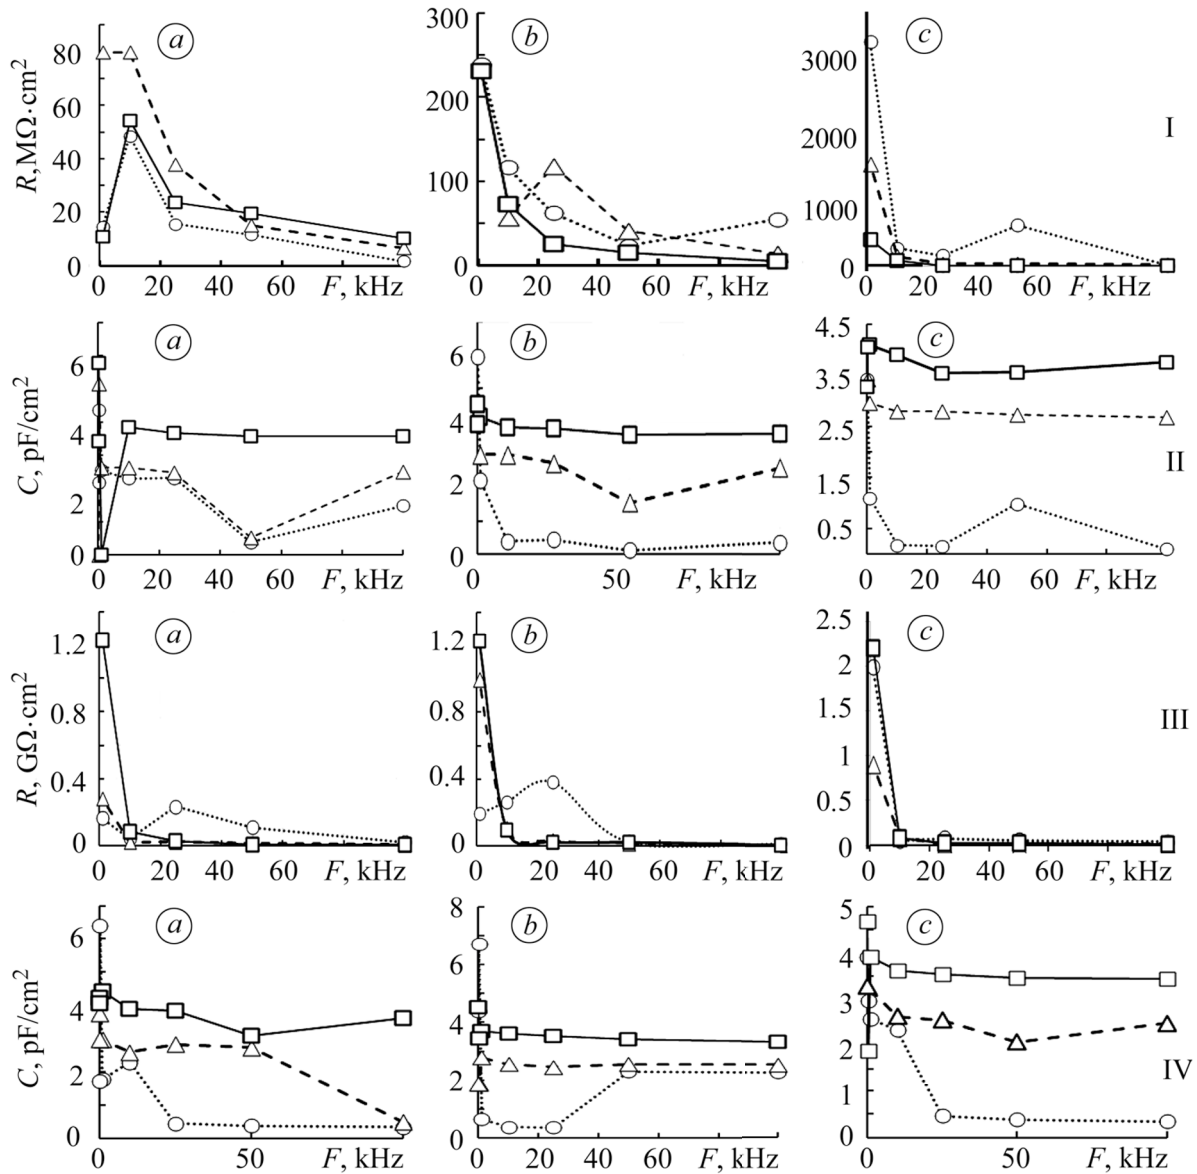 a
b
c
R, MΩ·cm²
80
60
40
20
0
0 20 40 60 F, kHz
300
200
100
0
0 20 40 60 F, kHz
3000
2000
1000
0
0 20 40 60 F, kHz
I
a
b
c
C, pF/cm²
6
4
2
0
0 20 40 60 F, kHz
6
4
2
0
0 50 F, kHz
4.5
3.5
2.5
1.5
0.5
0 20 40 60 F, kHz
II
a
b
c
R, GΩ·cm²
1.2
0.8
0.4
0
0 20 40 60 F, kHz
1.2
0.8
0.4
0
0 20 40 60 F, kHz
2.5
2
1.5
1
0.5
0
0 20 40 60 F, kHz
III
a
b
c
C, pF/cm²
6
4
2
0
0 50 F, kHz
8
6
4
2
0
0 20 40 60 F, kHz
5
4
3
2
1
0
0 50 F, kHz
IV